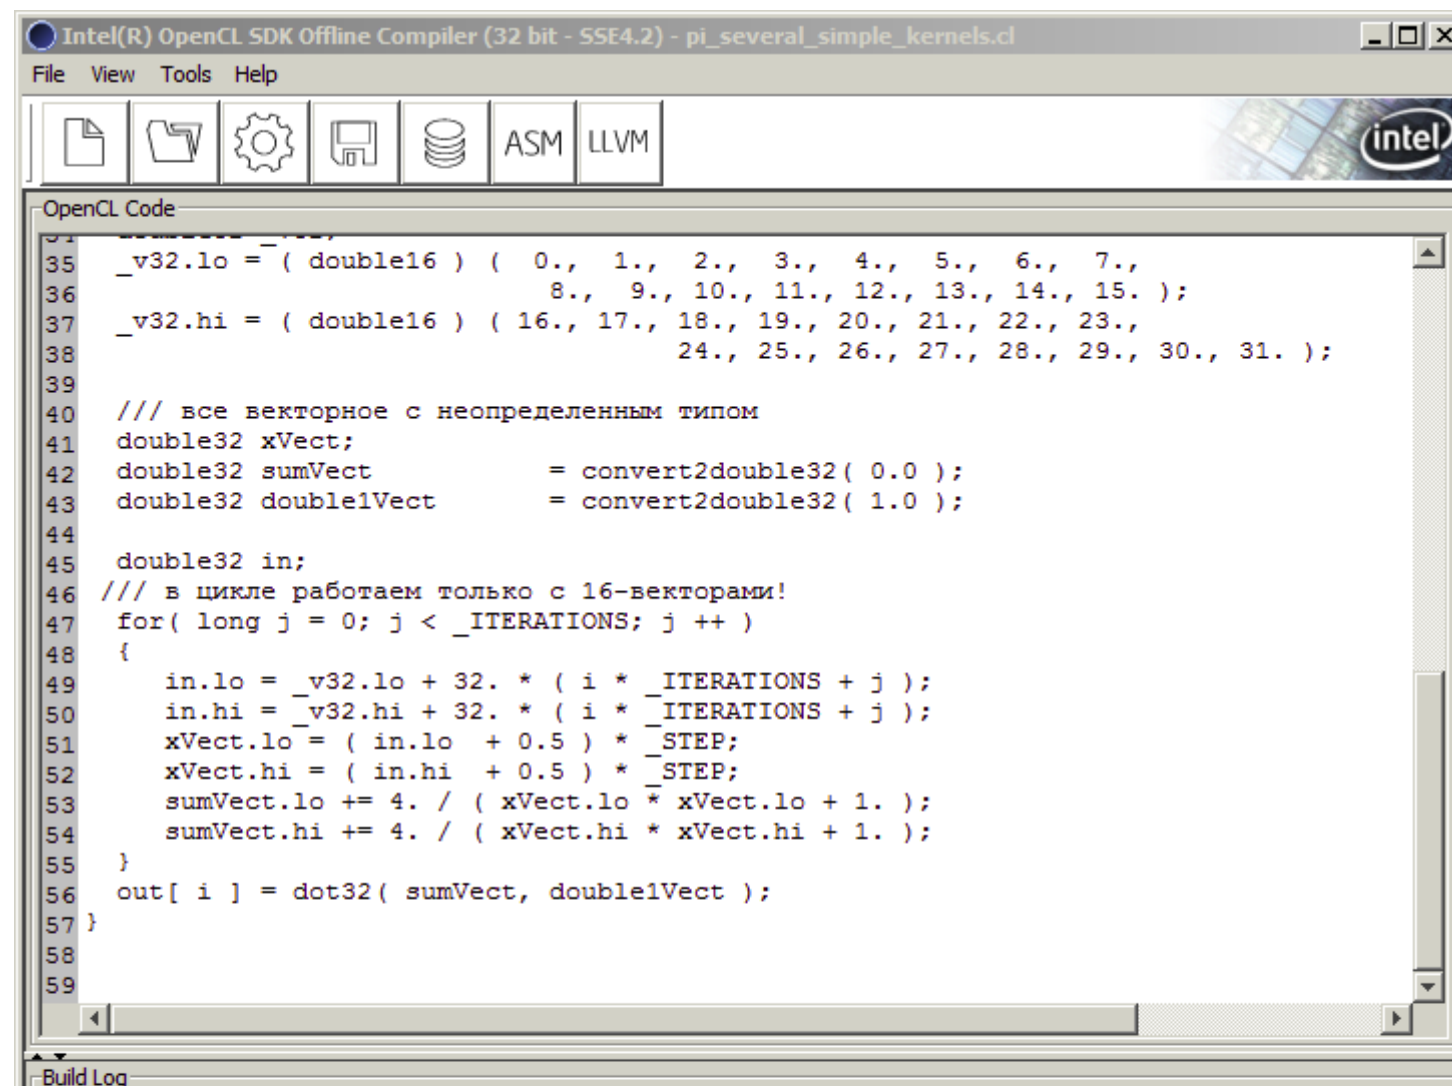 Intel(R) OpenCL SDK Offline Compiler (32 bit - SSE4.2) - pi_several_simple_kernels.cl
File View Tools Help
ASM LLVM
intel
OpenCL Code
35 _v32.lo = ( double16 ) ( 0., 1., 2., 3., 4., 5., 6., 7.,
36 8., 9., 10., 11., 12., 13., 14., 15. );
37 _v32.hi = ( double16 ) ( 16., 17., 18., 19., 20., 21., 22., 23.,
38 24., 25., 26., 27., 28., 29., 30., 31. );
39
40 /// все векторное с неопределенным типом
41 double32 xVect;
42 double32 sumVect = convert2double32( 0.0 );
43 double32 double1Vect = convert2double32( 1.0 );
44
45 double32 in;
46 /// в цикле работаем только с 16-векторами!
47 for( long j = 0; j < _ITERATIONS; j ++ )
48 {
49 in.lo = _v32.lo + 32. * ( i * _ITERATIONS + j );
50 in.hi = _v32.hi + 32. * ( i * _ITERATIONS + j );
51 xVect.lo = ( in.lo + 0.5 ) * _STEP;
52 xVect.hi = ( in.hi + 0.5 ) * _STEP;
53 sumVect.lo += 4. / ( xVect.lo * xVect.lo + 1. );
54 sumVect.hi += 4. / ( xVect.hi * xVect.hi + 1. );
55 }
56 out[ i ] = dot32( sumVect, double1Vect );
57 }
58
59
Build Log